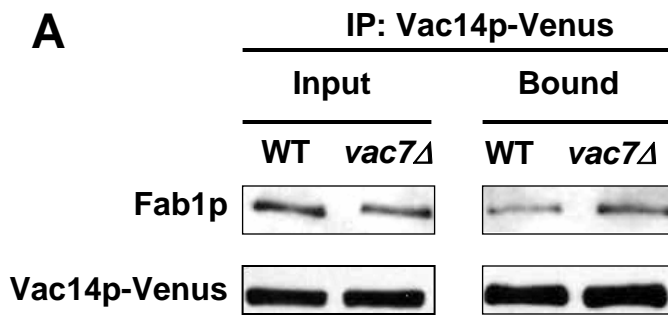 A
IP: Vac14p-Venus
Input Bound
WT vac7Δ WT vac7Δ
Fab1p
Vac14p-Venus